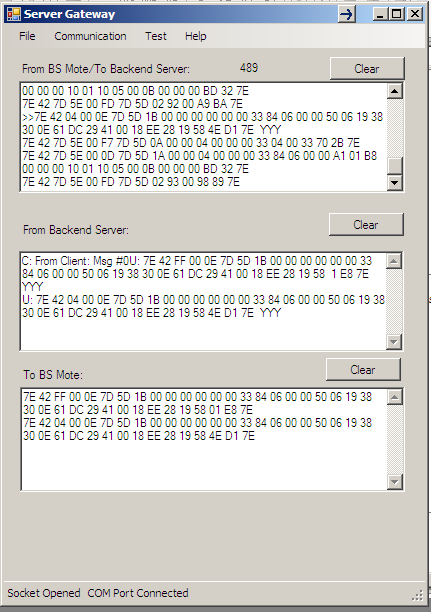 Server Gateway
File Communication Test Help
From BS Mote/To Backend Server: 489 Clear
00 00 00 10 01 10 05 00 0B 00 00 00 BD 32 7E
7E 42 7D 5E 00 FD 7D 5D 02 92 00 A9 BA 7E
>>7E 42 04 00 0E 7D 5D 1B 00 00 00 00 00 00 33 84 06 00 00 50 06 19 38
30 0E 61 DC 29 41 00 18 EE 28 19 58 4E D1 7E YYY
7E 42 7D 5E 00 F7 7D 5D 0A 00 00 04 00 00 00 33 04 00 33 70 2B 7E
7E 42 7D 5E 00 0D 7D 5D 1A 00 00 04 00 00 00 33 84 06 00 00 A1 01 B8
00 00 00 10 01 10 05 00 0B 00 00 00 BD 32 7E
7E 42 7D 5E 00 FD 7D 5D 02 93 00 98 89 7E
From Backend Server: Clear
C: From Client: Msg #0U: 7E 42 FF 00 0E 7D 5D 1B 00 00 00 00 00 00 33
84 06 00 00 50 06 19 38 30 0E 61 DC 29 41 00 18 EE 28 19 58  1 E8 7E
YYY
U: 7E 42 04 00 0E 7D 5D 1B 00 00 00 00 00 00 33 84 06 00 00 50 06 19 38
30 0E 61 DC 29 41 00 18 EE 28 19 58 4E D1 7E YYY
To BS Mote: Clear
7E 42 FF 00 0E 7D 5D 1B 00 00 00 00 00 00 33 84 06 00 00 50 06 19 38
30 0E 61 DC 29 41 00 18 EE 28 19 58 01 E8 7E
7E 42 04 00 0E 7D 5D 1B 00 00 00 00 00 00 33 84 06 00 00 50 06 19 38
30 0E 61 DC 29 41 00 18 EE 28 19 58 4E D1 7E
Socket Opened COM Port Connected